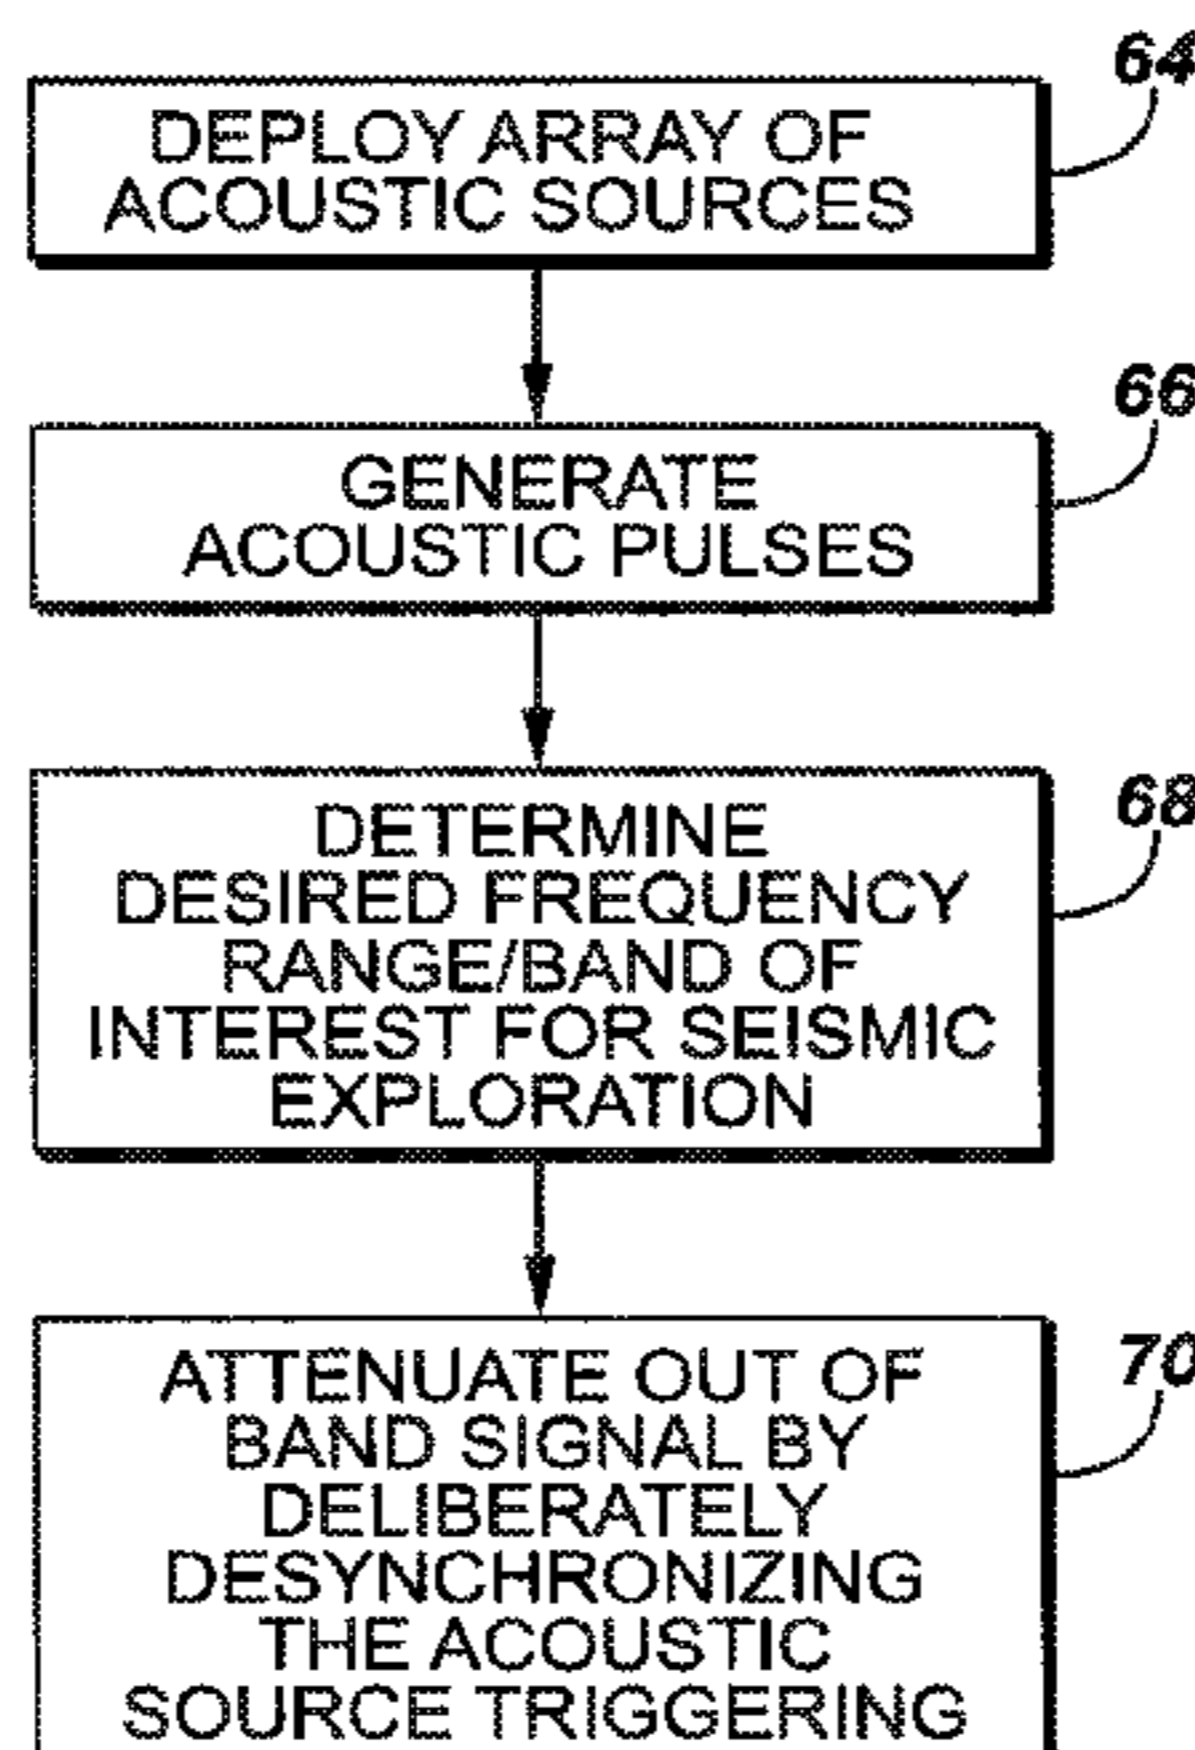 64
DEPLOY ARRAY OF
ACOUSTIC SOURCES
66
GENERATE
ACOUSTIC PULSES
68
DETERMINE
DESIRED FREQUENCY
RANGE/BAND OF
INTEREST FOR SEISMIC
EXPLORATION
70
ATTENUATE OUT OF
BAND SIGNAL BY
DELIBERATELY
DESYNCHRONIZING
THE ACOUSTIC
SOURCE TRIGGERING